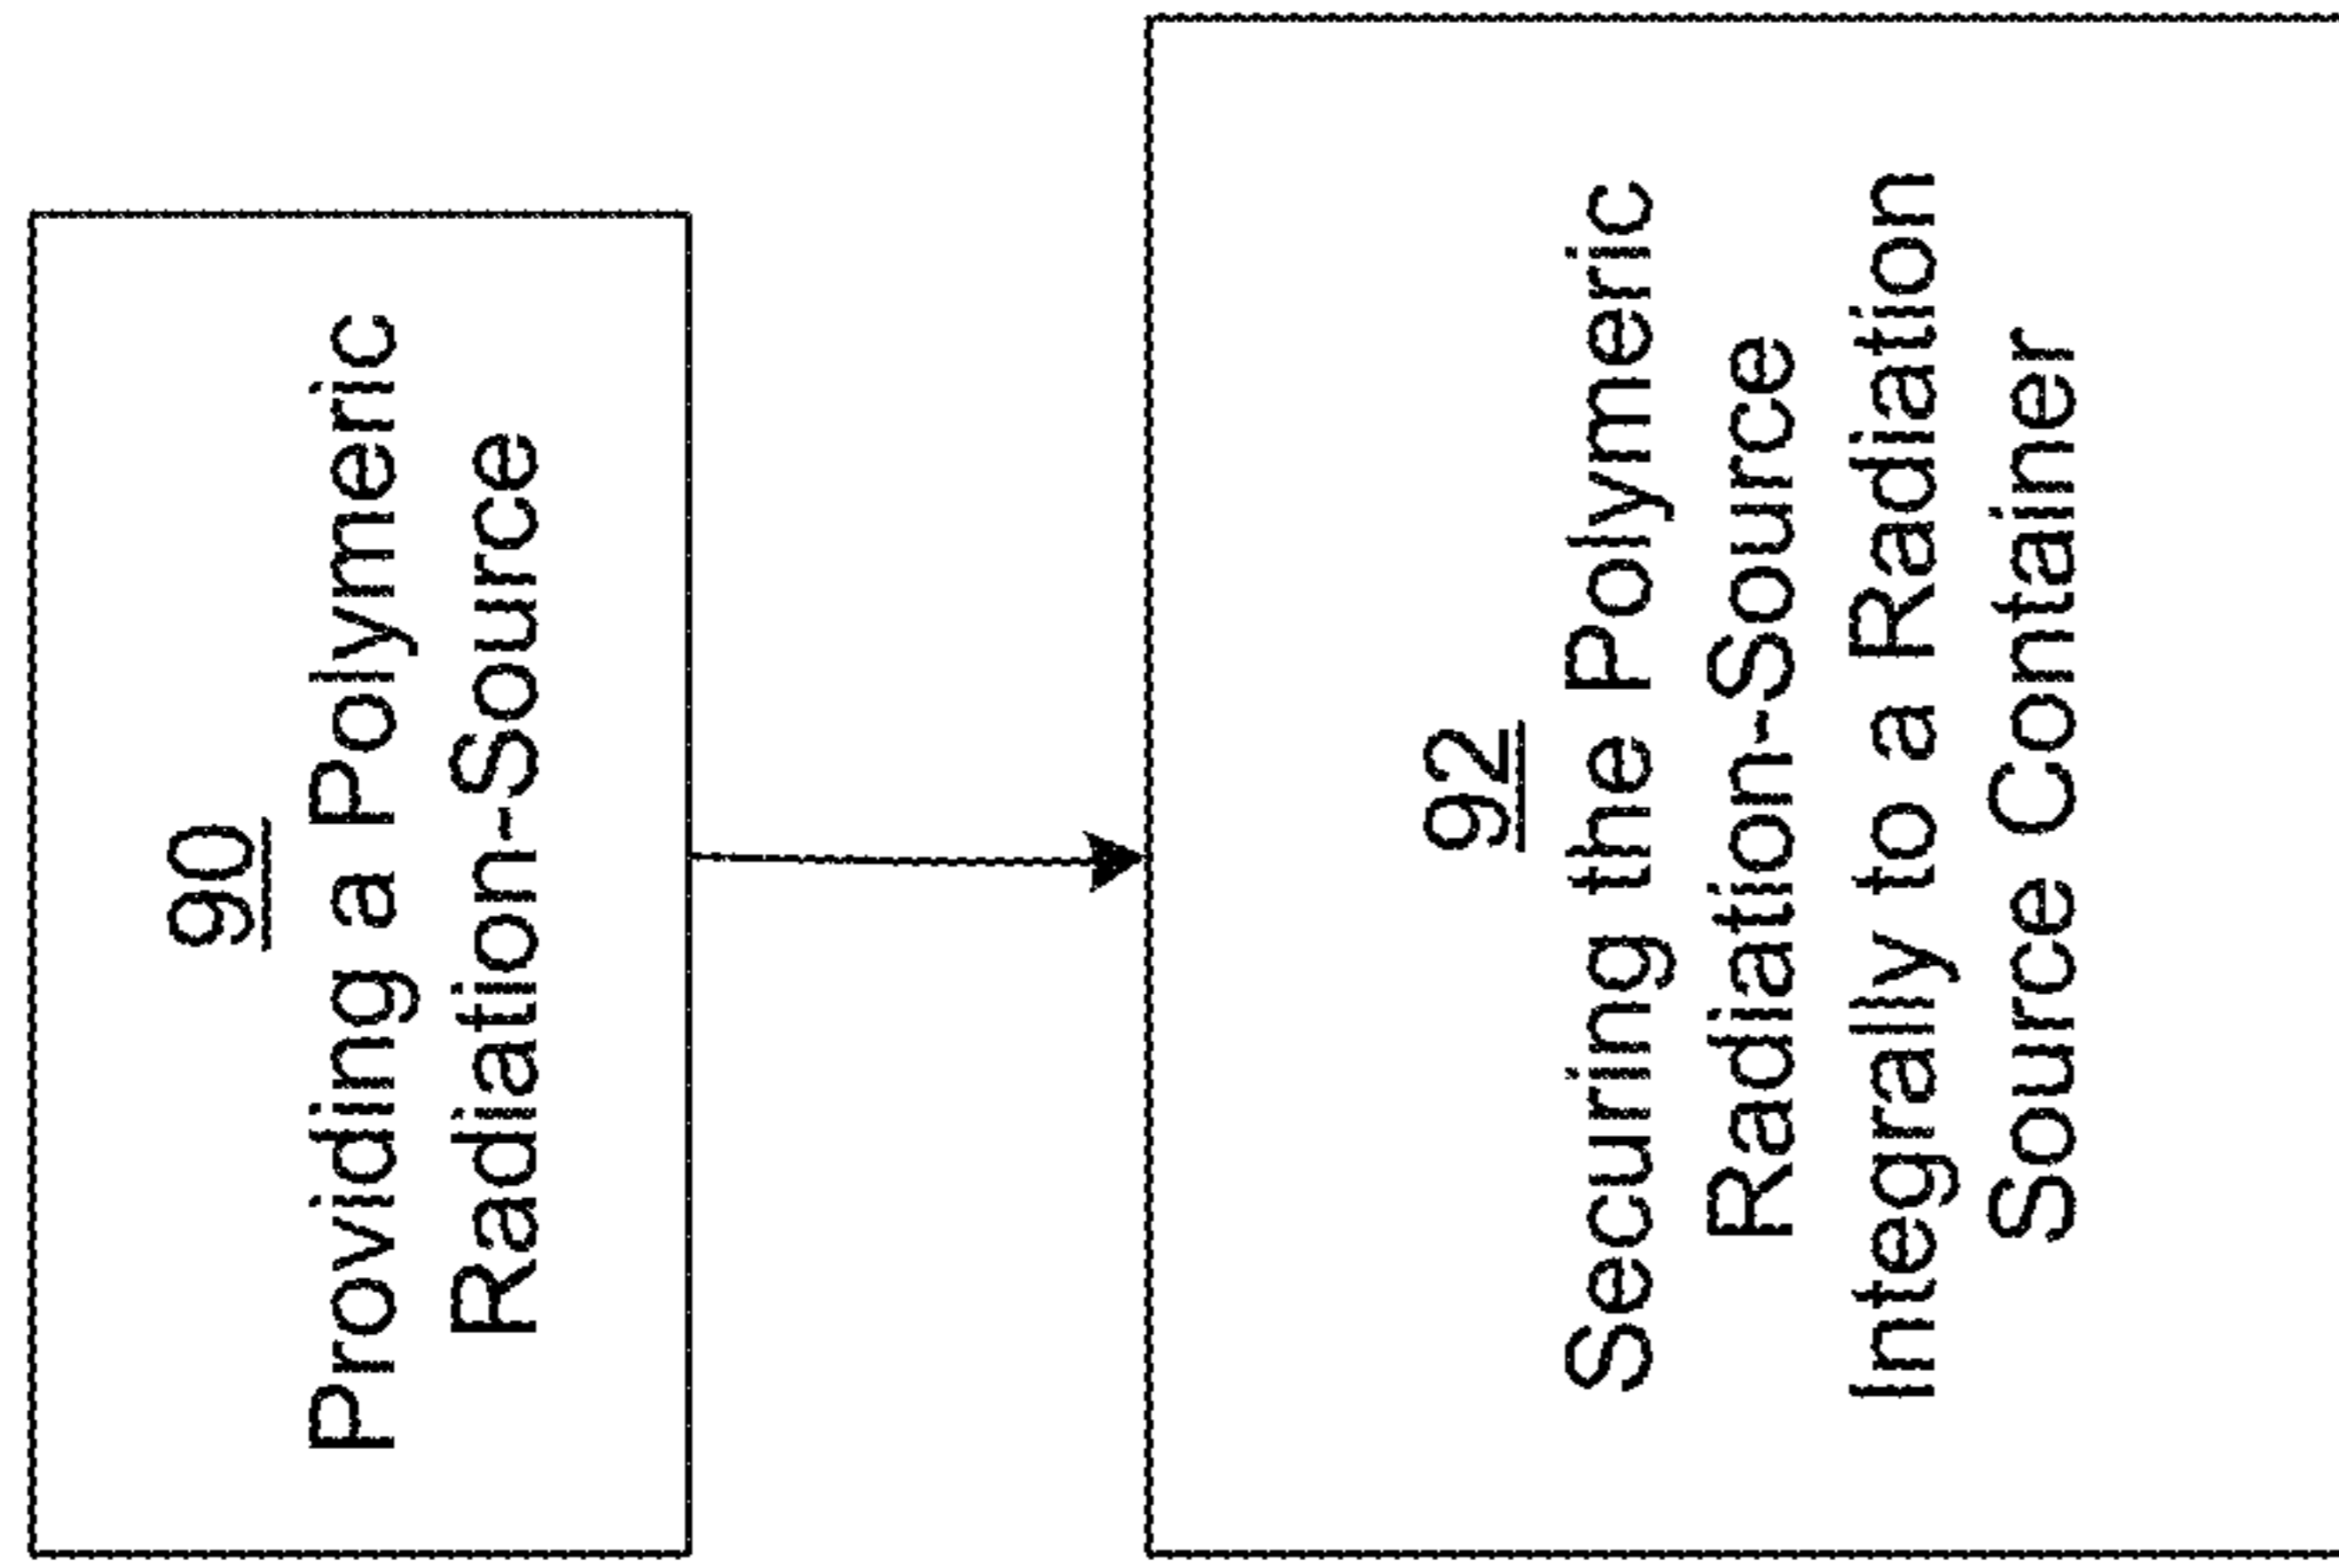 90
Providing a Polymeric
Radiation-Source
92
Securing the Polymeric
Radiation-Source
Integrally to a Radiation
Source Container